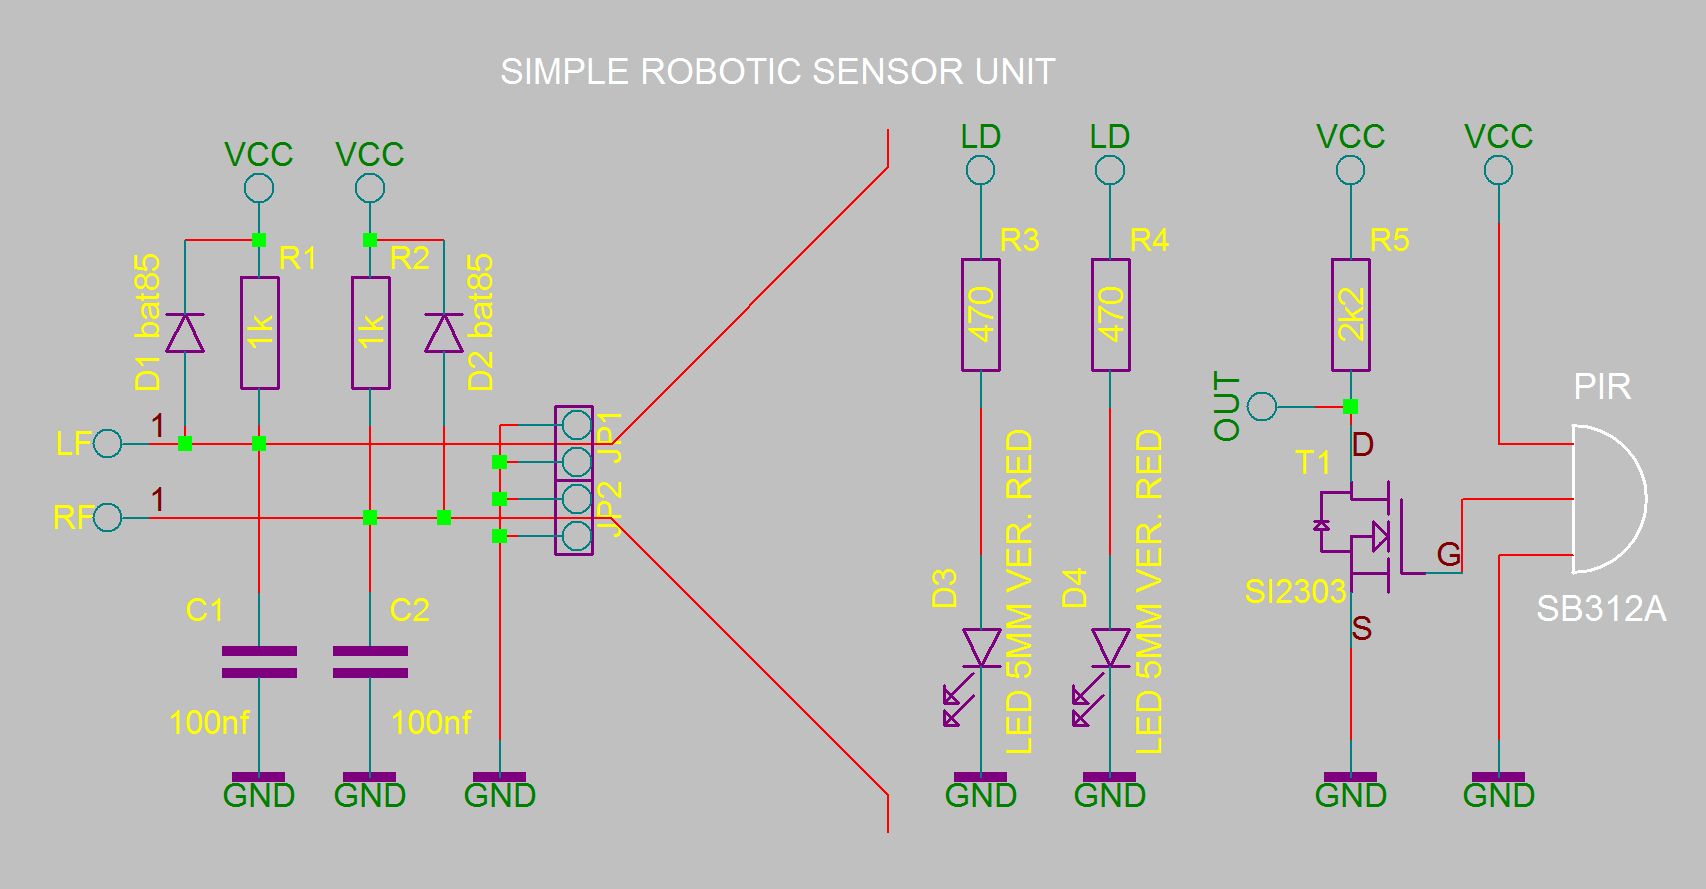 SIMPLE ROBOTIC SENSOR UNIT
VCC
VCC
LD
LD
VCC
VCC
D1 bat85
R1
1k
R2
1k
D2 bat85
R3
470
R4
470
R5
2k2
OUT
PIR
LF
1
RF
1
JP1
JP2
D
T1
G
SI2303
S
SB312A
C1
100nf
C2
100nf
D3
LED 5MM VER. RED
D4
LED 5MM VER. RED
GND
GND
GND
GND
GND
GND
GND